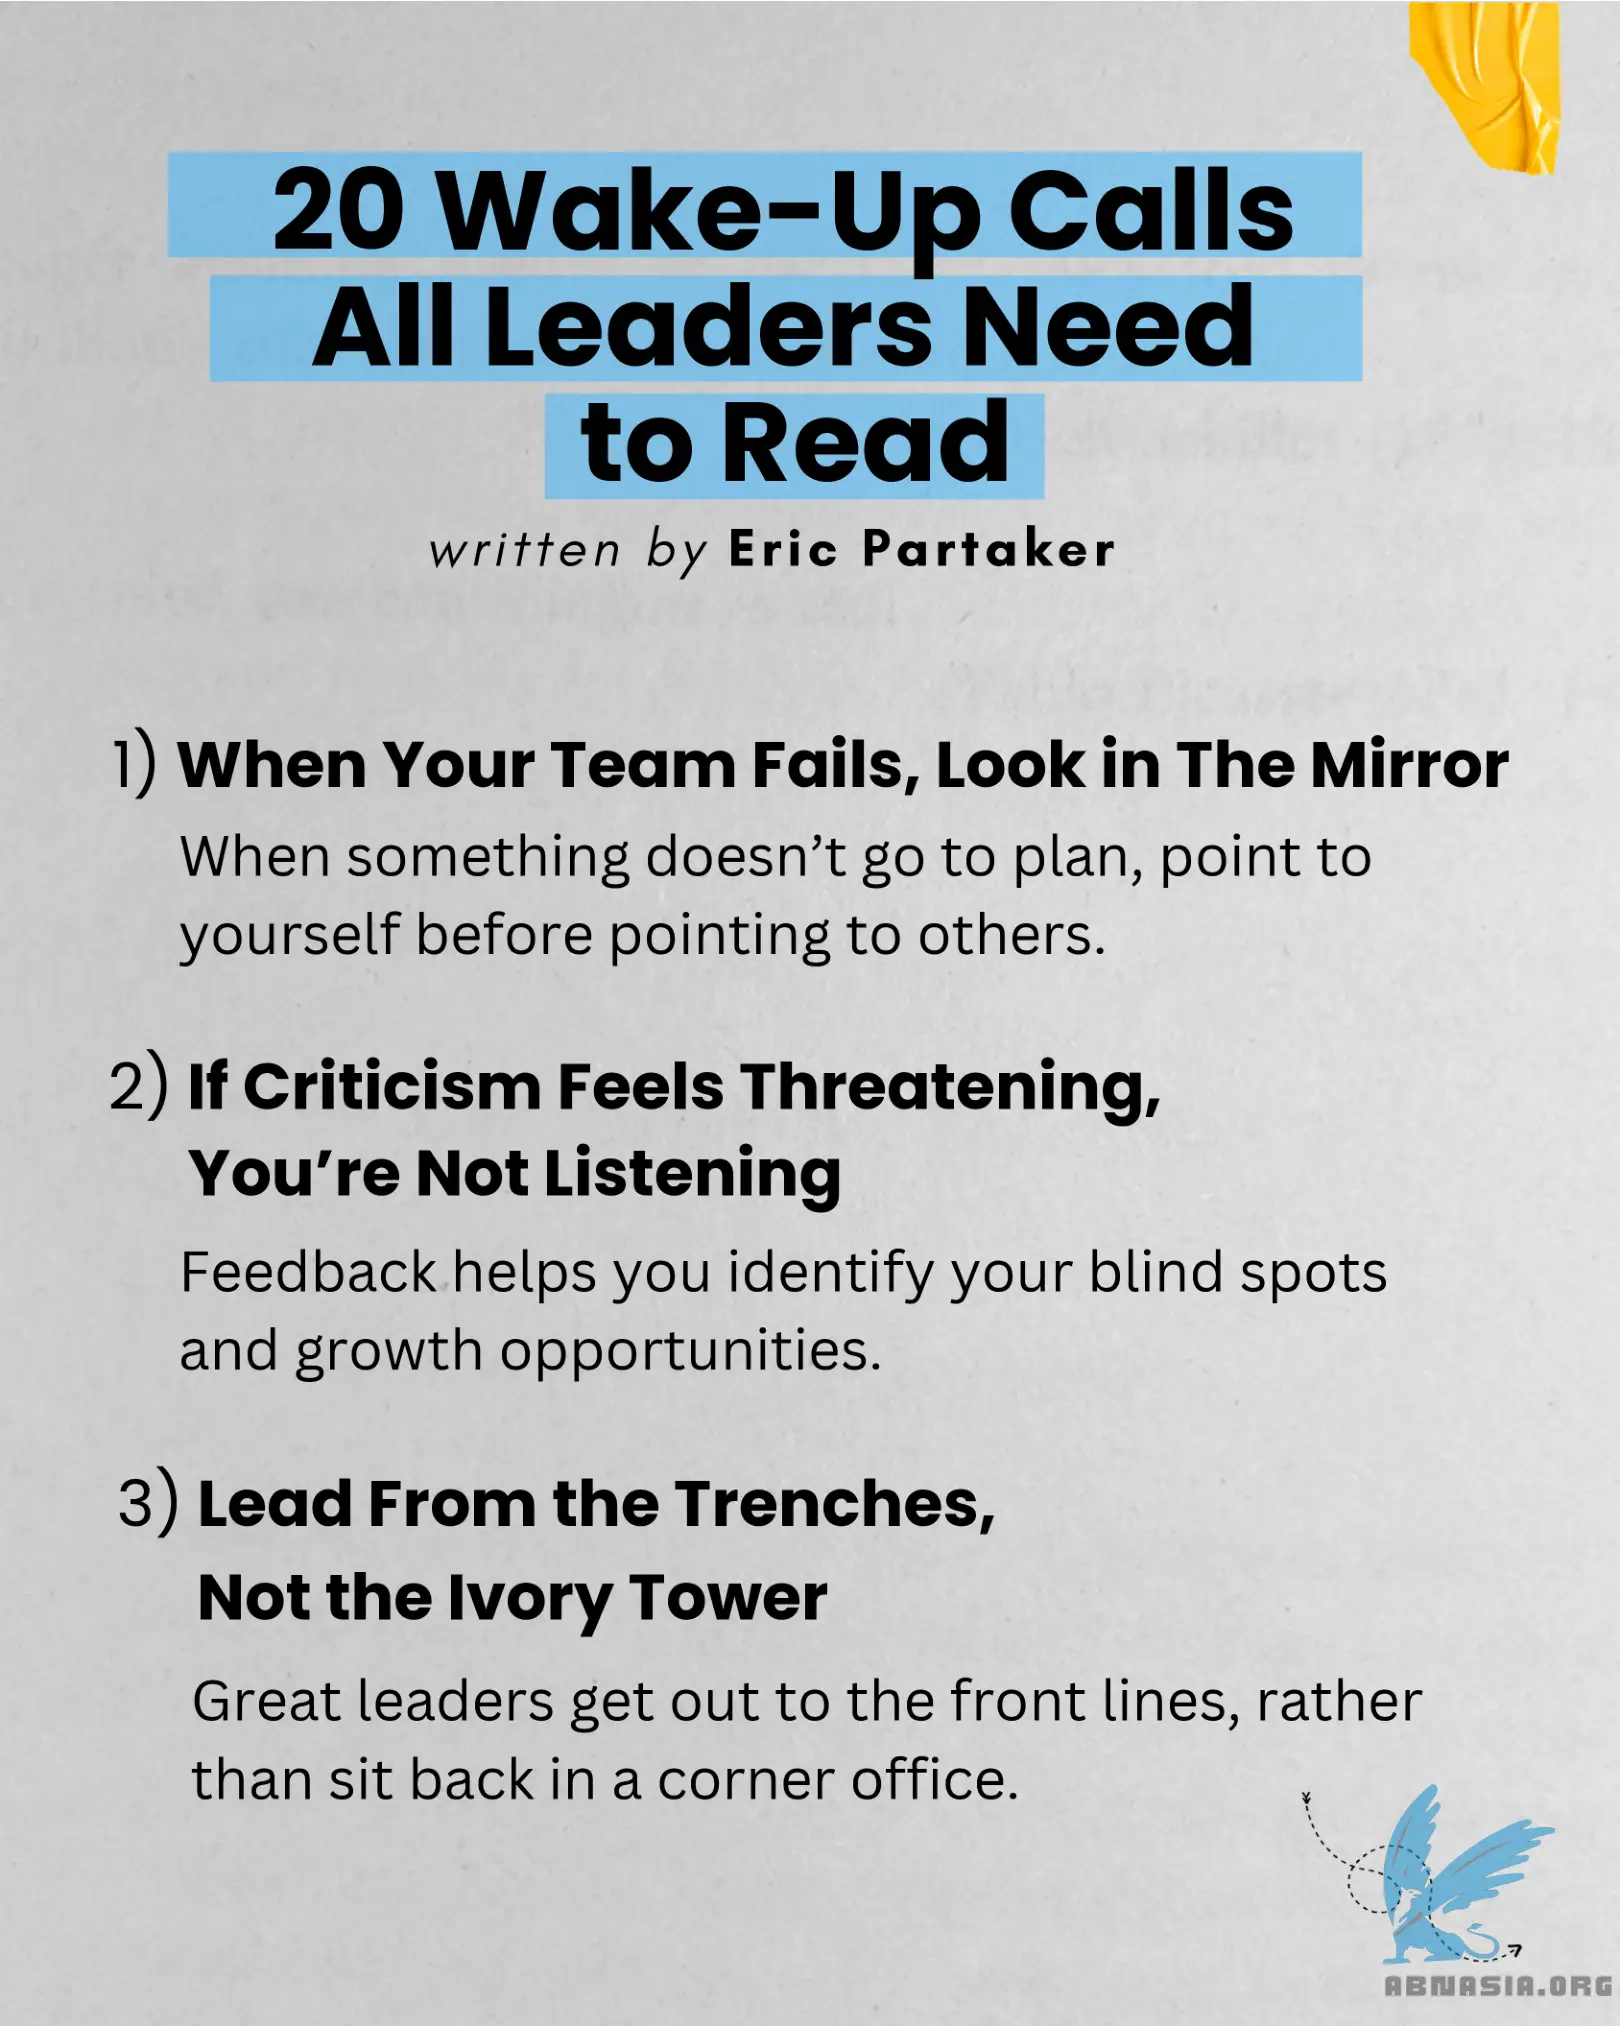 20 Wake-Up Calls
All Leaders Need
to Read
written by Eric Partaker
1) When Your Team Fails, Look in The Mirror
When something doesn’t go to plan, point to
yourself before pointing to others.
2) If Criticism Feels Threatening,
You’re Not Listening
Feedback helps you identify your blind spots
and growth opportunities.
3) Lead From the Trenches,
Not the Ivory Tower
Great leaders get out to the front lines, rather
than sit back in a corner office.
ABNASIA.ORG